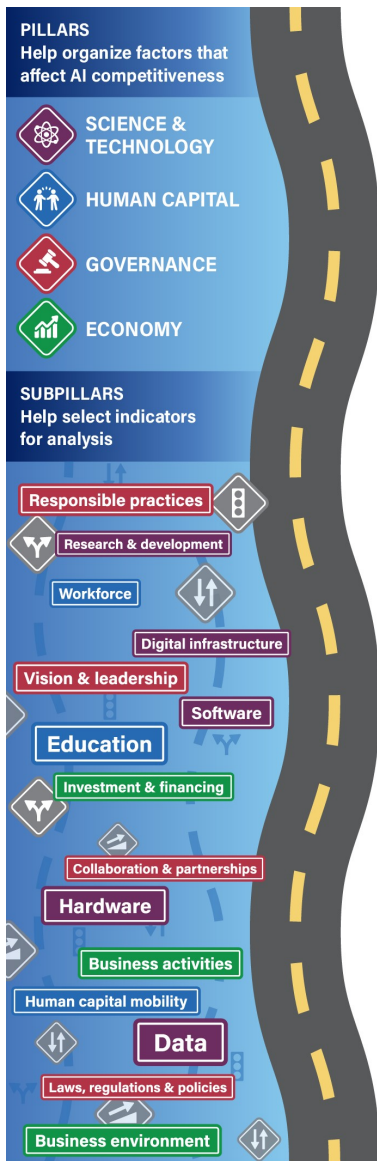 PILLARS
Help organize factors that
affect AI competitiveness
SCIENCE &
TECHNOLOGY
HUMAN CAPITAL
GOVERNANCE
ECONOMY
SUBPILLARS
Help select indicators
for analysis
Responsible practices
Research & development
Workforce
Digital infrastructure
Vision & leadership
Software
Education
Investment & financing
Collaboration & partnerships
Hardware
Business activities
Human capital mobility
Data
Laws, regulations & policies
Business environment